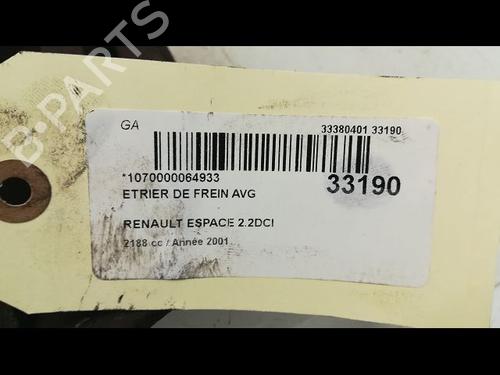 B-PARTS
GA
33380401 33190
*1070000064933
33190
ETRIER DE FREIN AVG
RENAULT ESPACE 2.2DCI
2188 cc / Année 2001